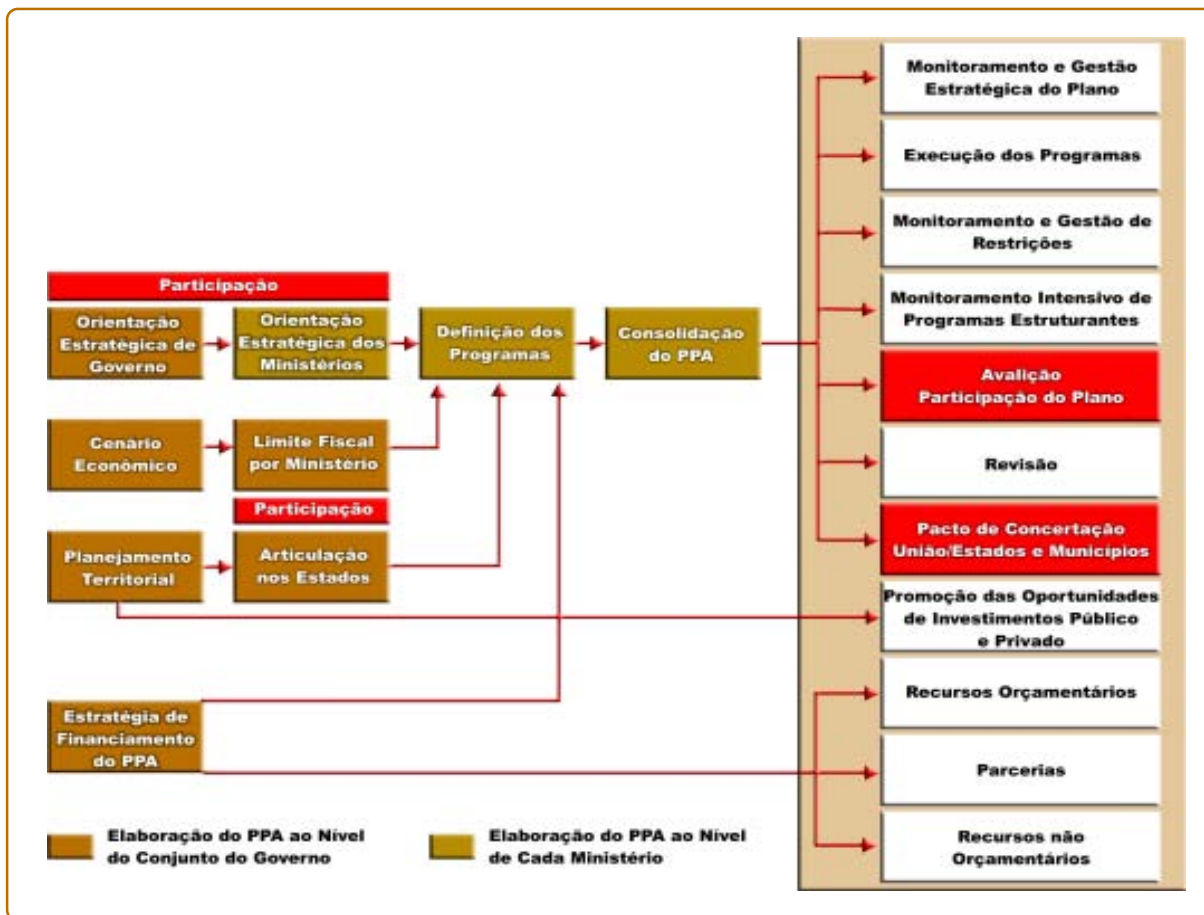 Participação
Orientação
Estratégica de
Governo
Orientação
Estratégica dos
Ministérios
Definição dos
Programas
Consolidação
do PPA
Cenário
Econômico
Limite Fiscal
por Ministério
Participação
Planejamento
Territorial
Articulação
nos Estados
Estratégia de
Financiamento
do PPA
Monitoramento e Gestão
Estratégica do Plano
Execução dos Programas
Monitoramento e Gestão de
Restrições
Monitoramento Intensivo de
Programas Estruturantes
Avalição
Participação do Plano
Revisão
Pacto de Concertação
União/Estados e Municípios
Promoção das Oportunidades
de Investimentos Público
e Privado
Recursos Orçamentários
Parcerias
Recursos não
Orçamentários
Elaboração do PPA ao Nível
do Conjunto do Governo
Elaboração do PPA ao Nível
de Cada Ministério